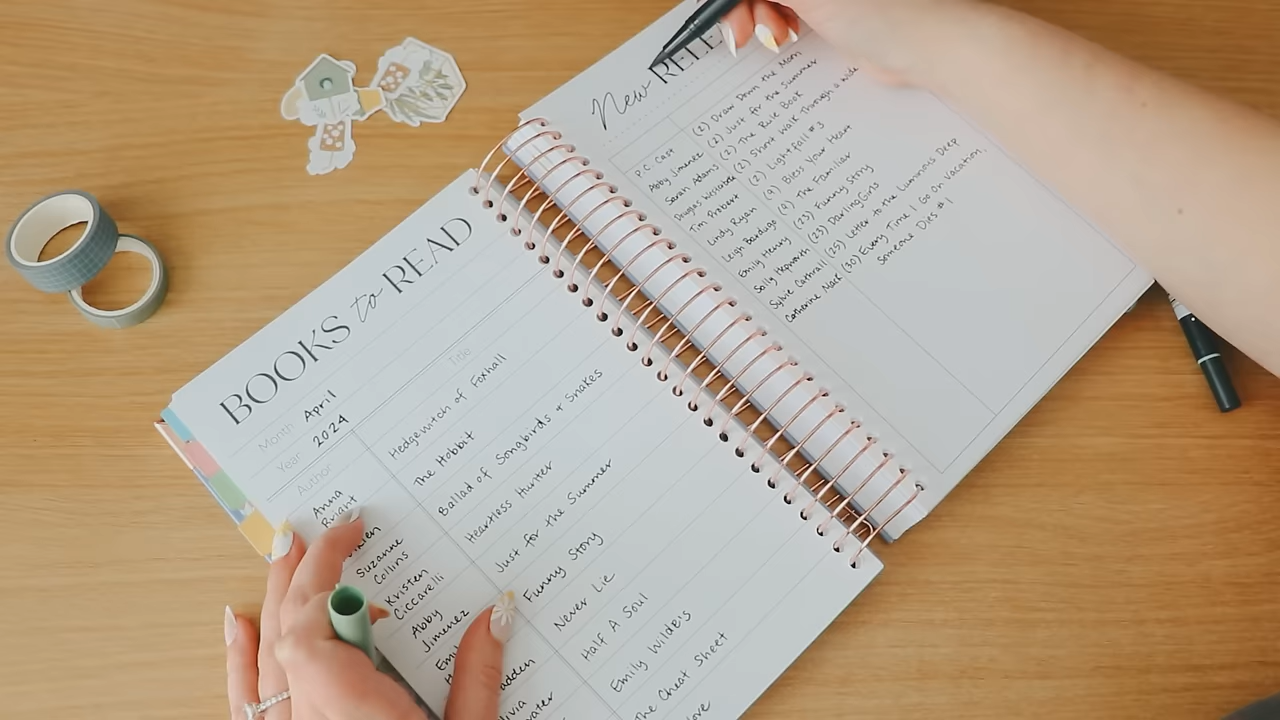 BOOKS to READ
Month April
Year 2024
Author Title
Anna Bright Hedgewitch of Foxhall
The Hobbit
Suzanne Collins Ballad of Songbirds & Snakes
Kristen Ciccarelli Heartless Hunter
Abby Jimenez Just for the Summer
Funny Story
Never Lie
Half A Soul
Emily Wilde's
The Cheat Sheet
New
P.C. Cast (2) Draw Down the Moon
Abby Jimenez (2) Just for the Summer
Sarah Adams (2) The Rule Book
Douglas Westerbeke (2) Short Walk Through a Wide
Tim Probert (2) Lightfall #3
Lindy Ryan (9) Bless Your Heart
Leigh Bardugo (9) The Familiar
Emily Henry (23) Funny Story
Sally Hepworth (23) Darling Girls
Sylvie Cathrall (25) Letter to the Luminous Deep
Catherine Mack (30) Every Time I Go On Vacation,
Someone Dies #1